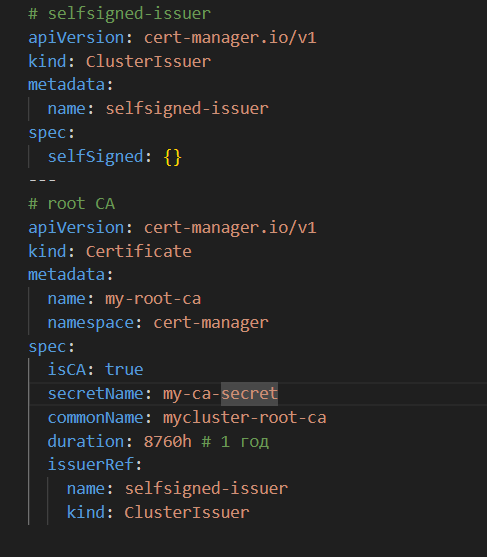 # selfsigned-issuer
apiVersion: cert-manager.io/v1
kind: ClusterIssuer
metadata:
  name: selfsigned-issuer
spec:
  selfSigned: {}
---
# root CA
apiVersion: cert-manager.io/v1
kind: Certificate
metadata:
  name: my-root-ca
  namespace: cert-manager
spec:
  isCA: true
  secretName: my-ca-secret
  commonName: mycluster-root-ca
  duration: 8760h # 1 год
  issuerRef:
    name: selfsigned-issuer
    kind: ClusterIssuer